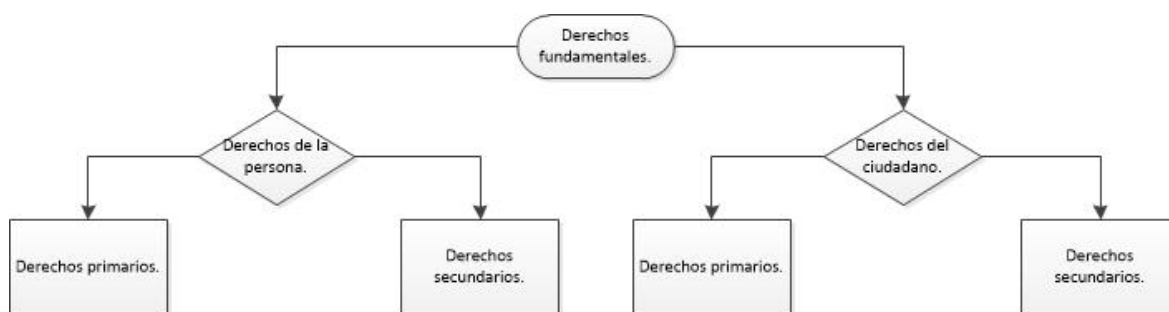 Derechos
fundamentales.
Derechos de la
persona.
Derechos del
ciudadano.
Derechos primarios.
Derechos
secundarios.
Derechos primarios.
Derechos
secundarios.